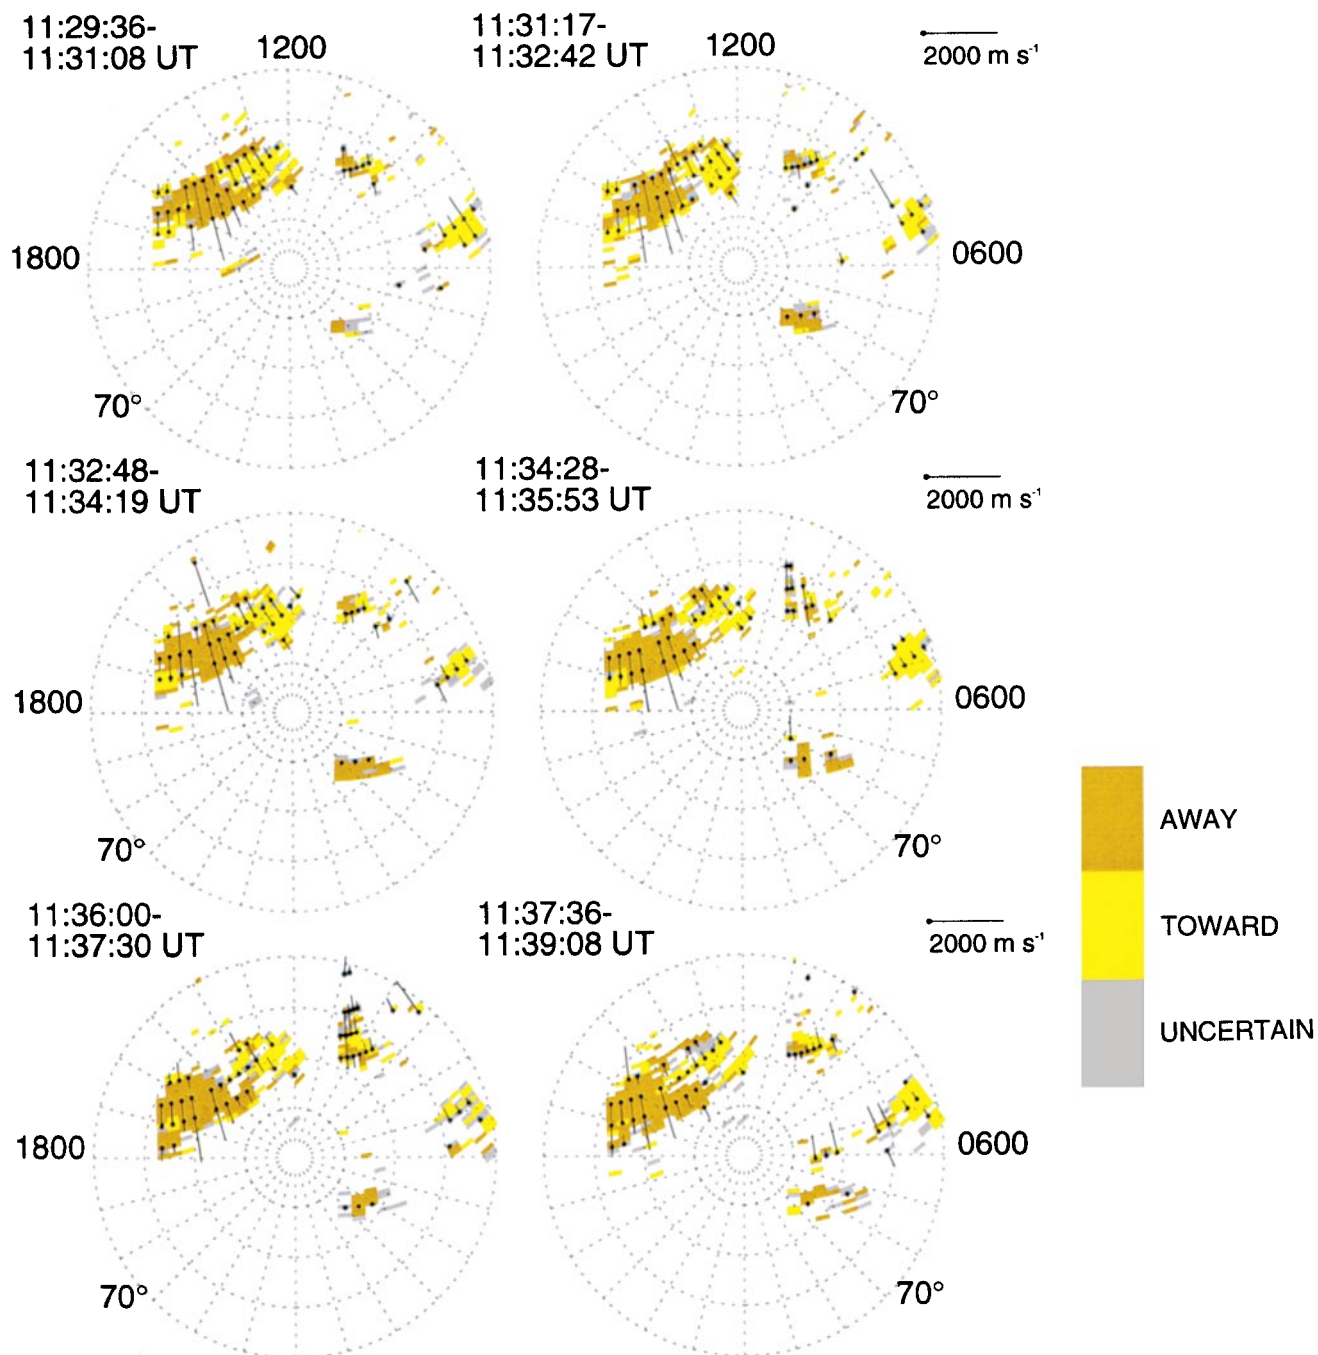 11:29:36-
11:31:08 UT
1200
11:31:17-
11:32:42 UT
1200
2000 m s⁻¹
1800
0600
70°
70°
11:32:48-
11:34:19 UT
11:34:28-
11:35:53 UT
2000 m s⁻¹
1800
0600
70°
70°
11:36:00-
11:37:30 UT
11:37:36-
11:39:08 UT
2000 m s⁻¹
1800
0600
70°
70°
AWAY
TOWARD
UNCERTAIN